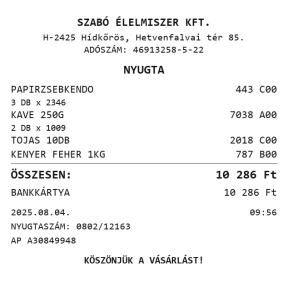 SZABÓ ÉLELMISZER KFT.
H-2425 Hídkőrös, Hetvenfalvai tér 85.
ADÓSZÁM: 46913258-5-22
NYUGTA
PAPIRZSEBKENDO 443 C00
3 DB x 2346
KAVE 250G 7038 A00
2 DB x 1009
TOJAS 10DB 2018 C00
KENYER FEHER 1KG 787 B00
ÖSSZESEN: 10 286 Ft
BANKKÁRTYA 10 286 Ft
2025.08.04. 09:56
NYUGTASZÁM: 0802/12163
AP A30849948
KÖSZÖNJÜK A VÁSÁRLÁST!